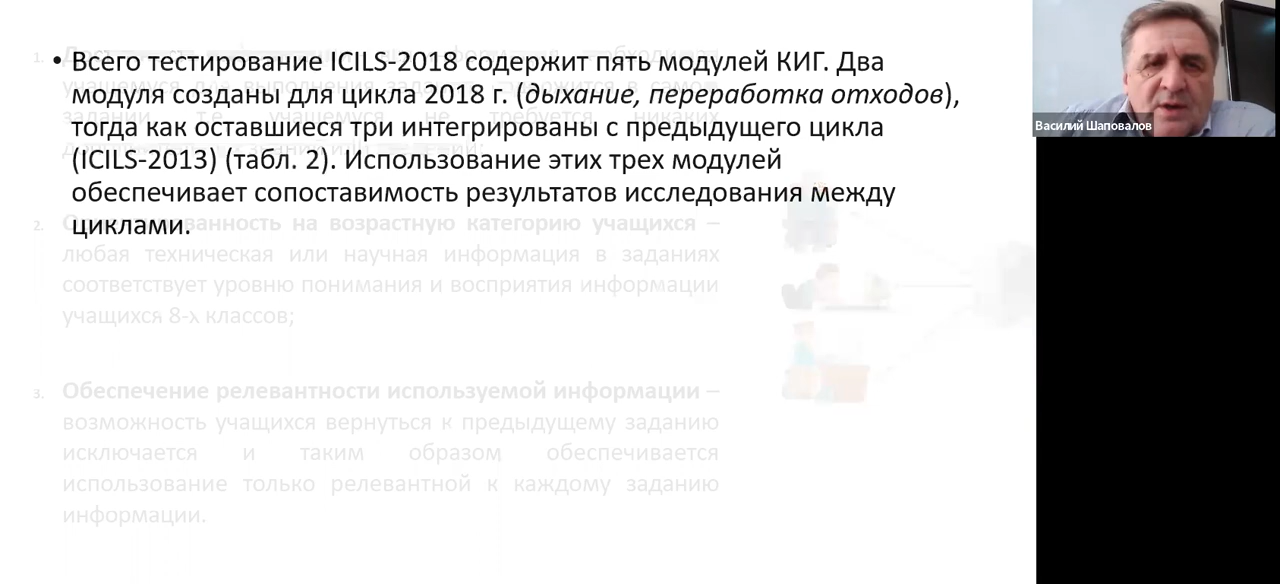 • Всего тестирование ICILS-2018 содержит пять модулей КИГ. Два
модуля созданы для цикла 2018 г. (дыхание, переработка отходов),
тогда как оставшиеся три интегрированы с предыдущего цикла
(ICILS-2013) (табл. 2). Использование этих трех модулей
обеспечивает сопоставимость результатов исследования между
циклами.
2. на возрастную категорию учащихся –
любая техническая или научная информация в заданиях
соответствует уровню понимания и восприятия информации
учащихся 8-х классов;
3. Обеспечение релевантности используемой информации –
возможность учащихся вернуться к предыдущему заданию
исключается и таким образом обеспечивается
использование только релевантной к каждому заданию
информации.
Василий Шаповалов